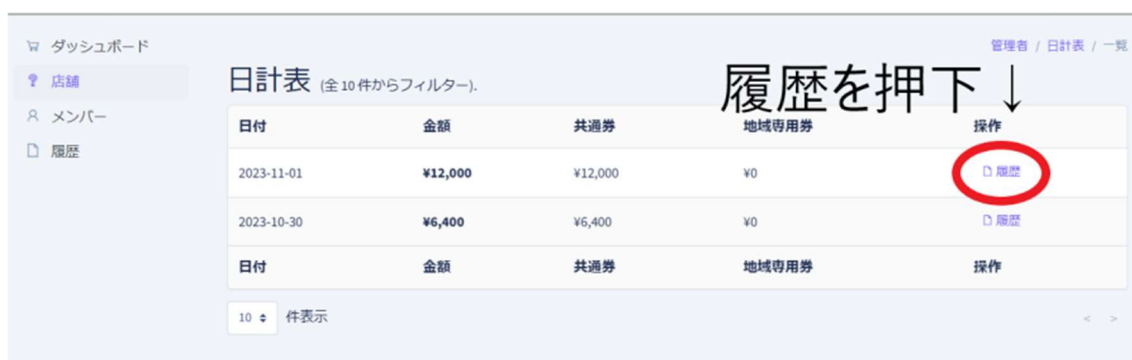 ダッシュボード
店舗
メンバー
履歴
管理者 / 日計表 / 一覧
日計表 (全 10 件からフィルター).
履歴を押下↓
日付 金額 共通券 地域専用券 操作
2023-11-01 ¥12,000 ¥12,000 ¥0 履歴
2023-10-30 ¥6,400 ¥6,400 ¥0 履歴
日付 金額 共通券 地域専用券 操作
10 件表示
< >